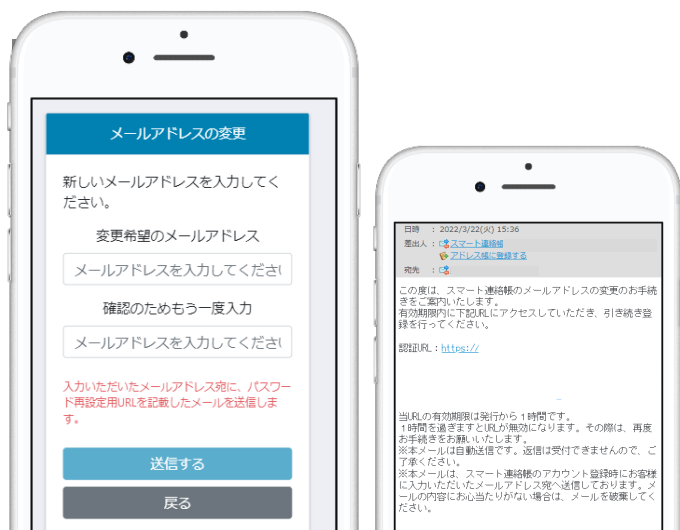 メールアドレスの変更
新しいメールアドレスを入力してく
ださい。
変更希望のメールアドレス
メールアドレスを入力してくださ
確認のためもう一度入力
メールアドレスを入力してくださ
入力いただいたメールアドレス宛に、パスワー
ド再設定用URLを記載したメールを送信しま
す。
送信する
戻る
日時 : 2022/3/22(火) 15:36
差出人 : スマート連絡帳
アドレス帳に登録する
宛先 :
この度は、スマート連絡帳のメールアドレスの変更のお手続
きをご案内いたします。
有効期限内に下記URLにアクセスしていただき、引き続き登
録を行ってください。
認証URL：https://
当URLの有効期限は発行から１時間です。
１時間を過ぎますとURLが無効になります。その際は、再度
お手続きをお願いいたします。
※本メールは自動送信です。返信は受付できませんので、ご
了承ください。
※本メールは、スマート連絡帳のアカウント登録時にお客様
に入力いただいたメールアドレス宛へ送信しております。メ
ールの内容にお心当たりがない場合は、メールを破棄してく
ださい。